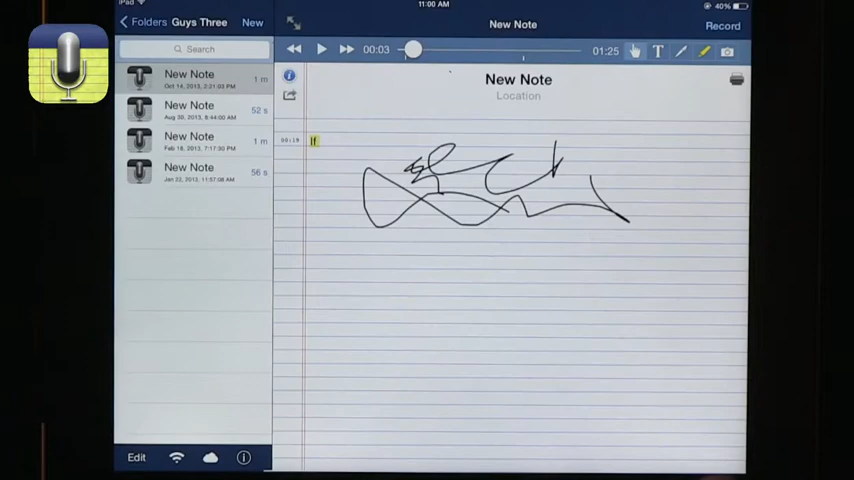 iPad
11:00 AM
40%
Folders Guys Three New
New Note
Record
Search
00:03
01:25
T
New Note
1 m
Oct 14, 2013, 2:21:03 PM
New Note
52 s
Aug 30, 2013, 8:44:00 AM
New Note
1 m
Feb 18, 2013, 7:17:30 PM
New Note
56 s
Jan 22, 2013, 11:57:08 AM
New Note
Location
00:19 If
Edit